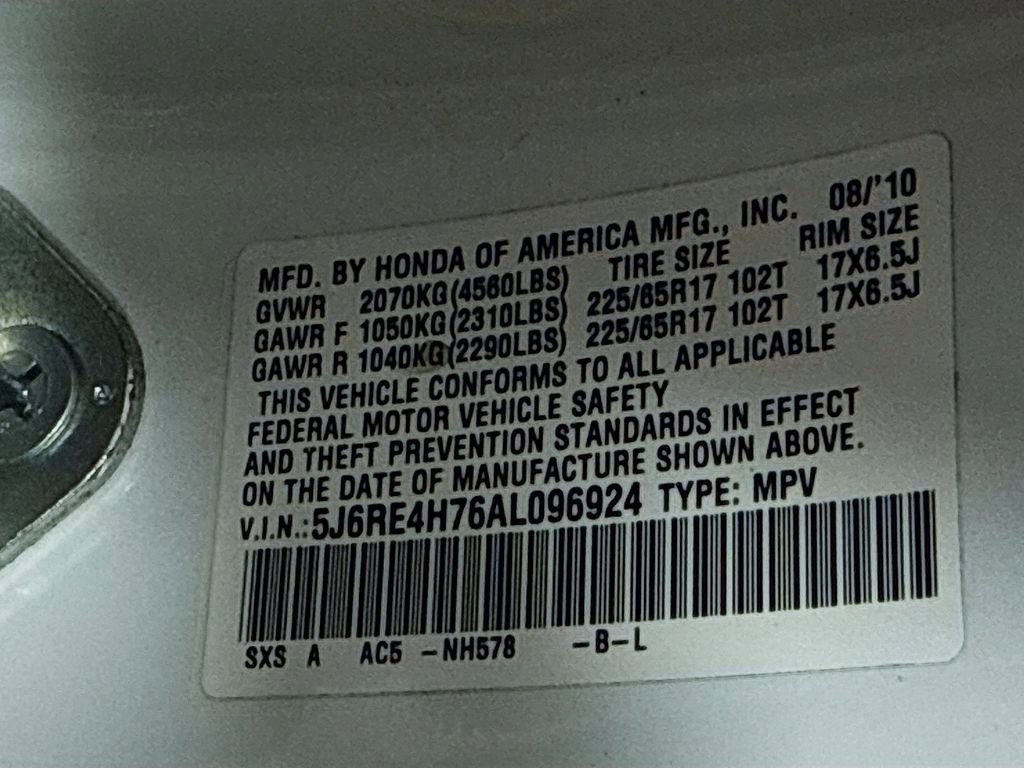 MFD. BY HONDA OF AMERICA MFG., INC. 08/'10
GVWR 2070KG(4560LBS) TIRE SIZE RIM SIZE
GAWR F 1050KG(2310LBS) 225/65R17 102T 17X6.5J
GAWR R 1040KG(2290LBS) 225/65R17 102T 17X6.5J
THIS VEHICLE CONFORMS TO ALL APPLICABLE
FEDERAL MOTOR VEHICLE SAFETY
AND THEFT PREVENTION STANDARDS IN EFFECT
ON THE DATE OF MANUFACTURE SHOWN ABOVE.
V.I.N.:5J6RE4H76AL096924 TYPE: MPV
SXS A AC5 -NH578 -B-L